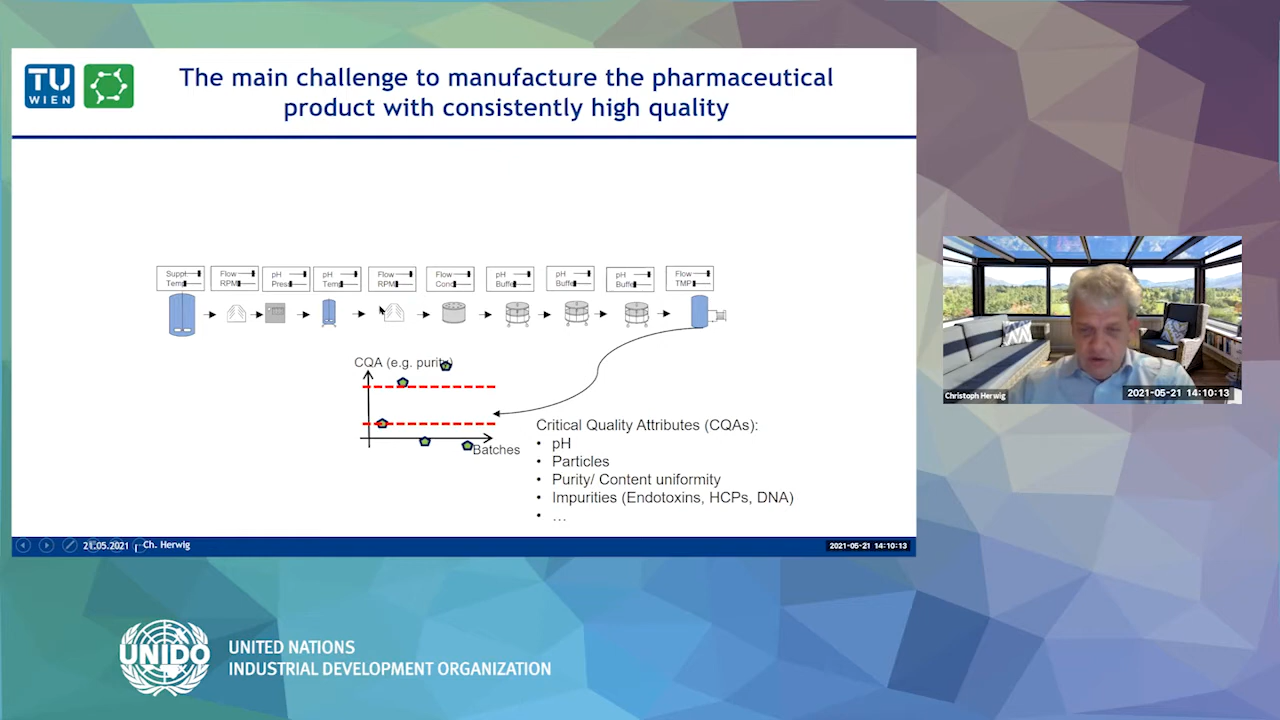 TU
WIEN
The main challenge to manufacture the pharmaceutical
product with consistently high quality
Flow
RPM
pH
Pres
pH
Temp
Flow
RPM
Flow
Cond
pH
Buffe
pH
Buffe
pH
Buffe
Flow
TMP
CQA (e.g. purity)
Batches
Critical Quality Attributes (CQAs):
• pH
• Particles
• Purity/ Content uniformity
• Impurities (Endotoxins, HCPs, DNA)
• …
21.05.2021
Ch. Herwig
2021-05-21 14:10:13
Christoph Herwig
2021-05-21 14:10:13
UNIDO
UNITED NATIONS
INDUSTRIAL DEVELOPMENT ORGANIZATION